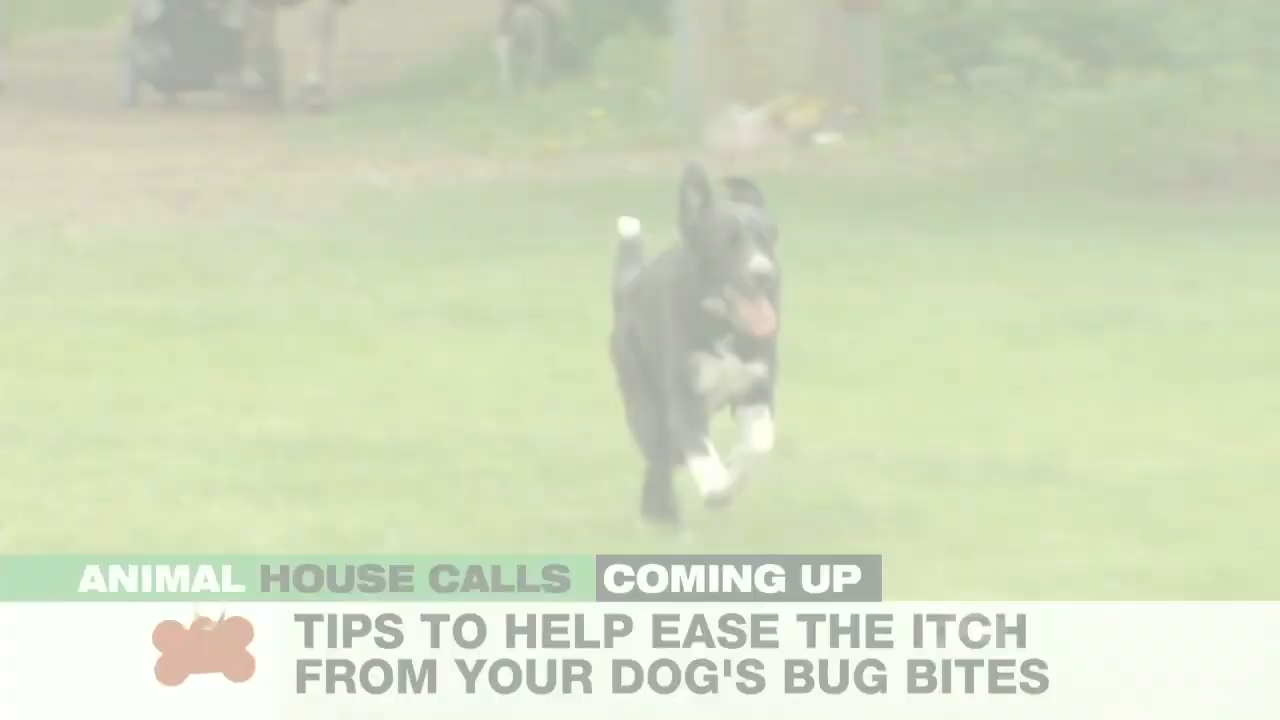 ANIMAL HOUSE CALLS COMING UP
TIPS TO HELP EASE THE ITCH
FROM YOUR DOG'S BUG BITES